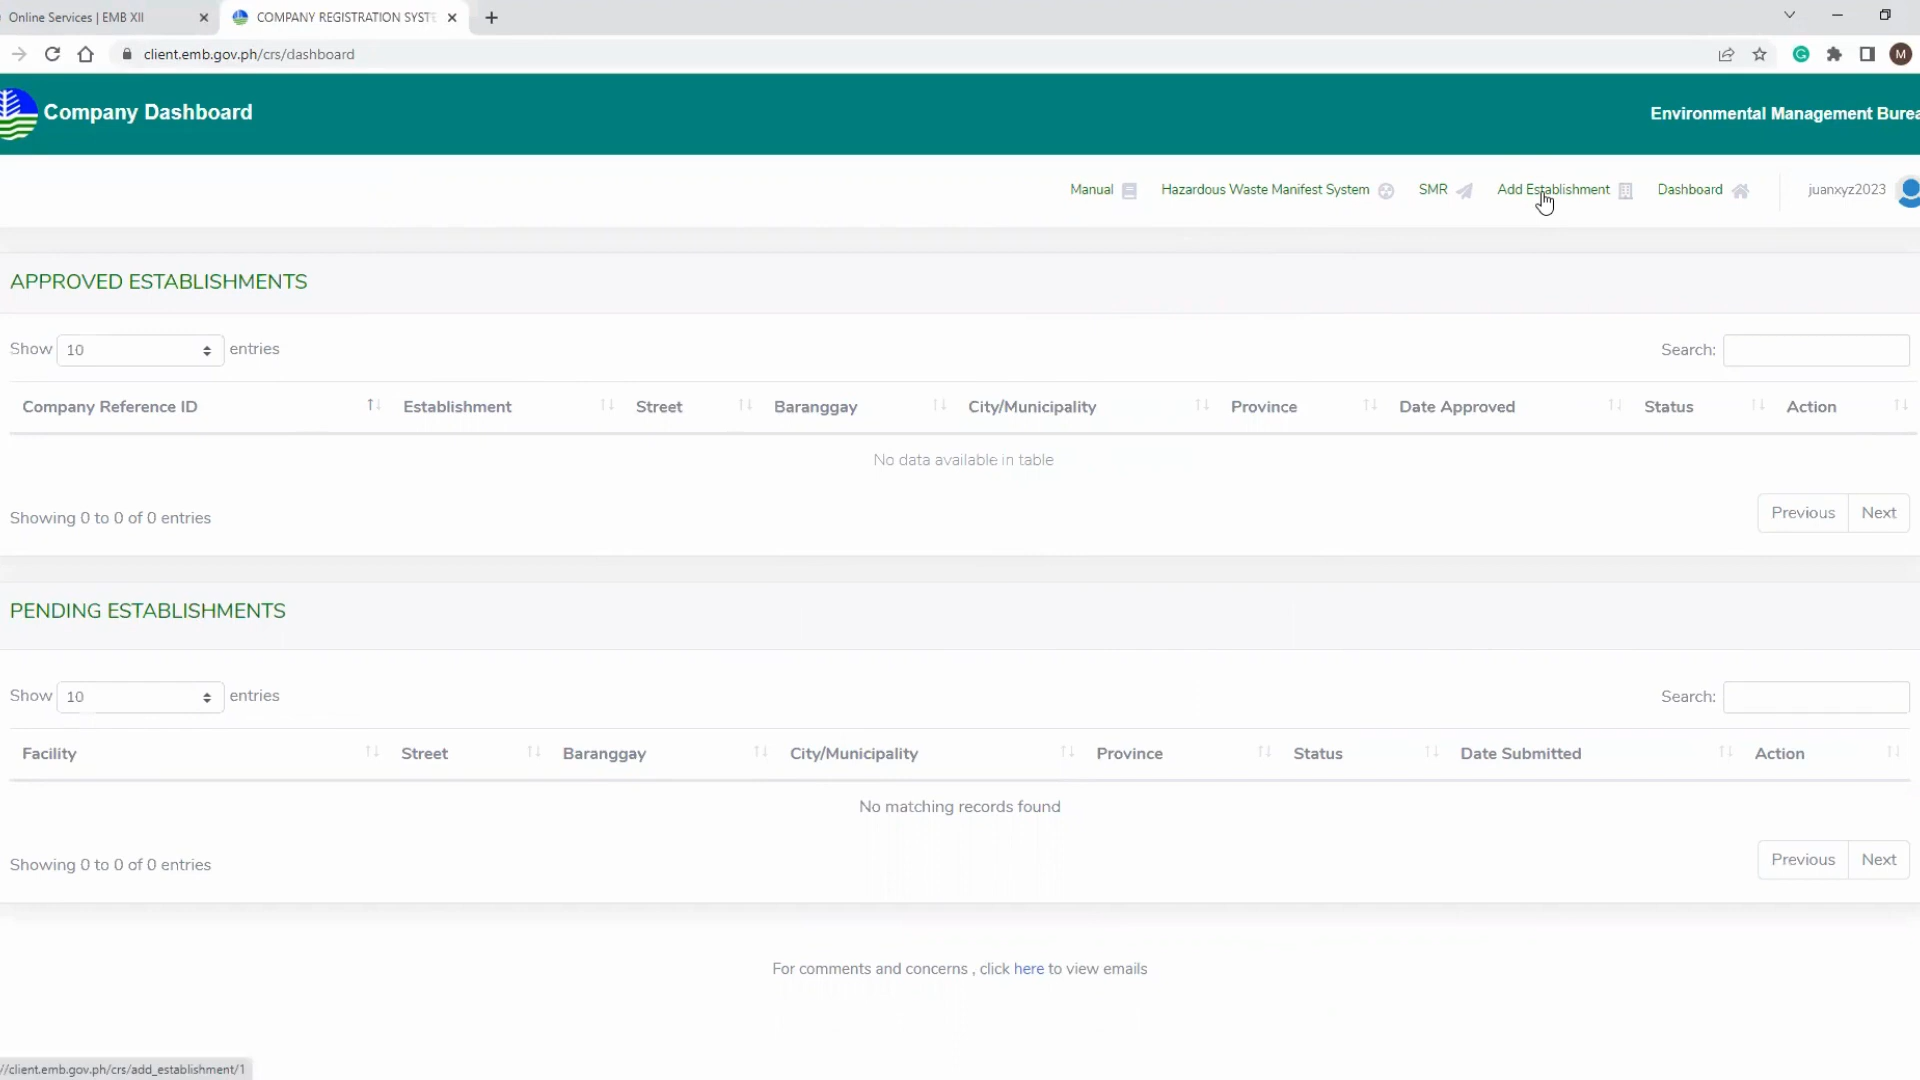 Online Services | EMB XII
COMPANY REGISTRATION SYSTE
client.emb.gov.ph/crs/dashboard
M
Company Dashboard
Environmental Management Burea
Manual Hazardous Waste Manifest System SMR Add Establishment Dashboard juanxyz2023
APPROVED ESTABLISHMENTS
Show 10 entries Search:
Company Reference ID Establishment Street Baranggay City/Municipality Province Date Approved Status Action
No data available in table
Showing 0 to 0 of 0 entries Previous Next
PENDING ESTABLISHMENTS
Show 10 entries Search:
Facility Street Baranggay City/Municipality Province Status Date Submitted Action
No matching records found
Showing 0 to 0 of 0 entries Previous Next
For comments and concerns , click here to view emails
//client.emb.gov.ph/crs/add_establishment/1